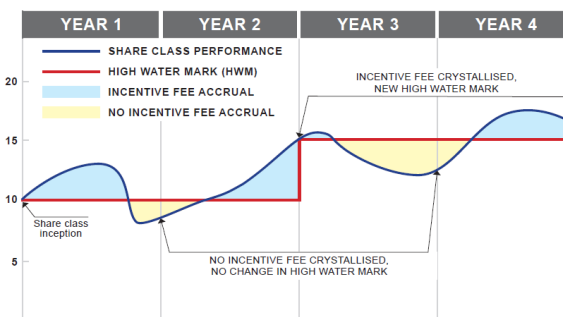 YEAR 1 YEAR 2 YEAR 3 YEAR 4
SHARE CLASS PERFORMANCE
HIGH WATER MARK (HWM)
INCENTIVE FEE ACCRUAL
NO INCENTIVE FEE ACCRUAL
INCENTIVE FEE CRYSTALLISED,
NEW HIGH WATER MARK
20
15
10
5
Share class
inception
NO INCENTIVE FEE CRYSTALLISED,
NO CHANGE IN HIGH WATER MARK